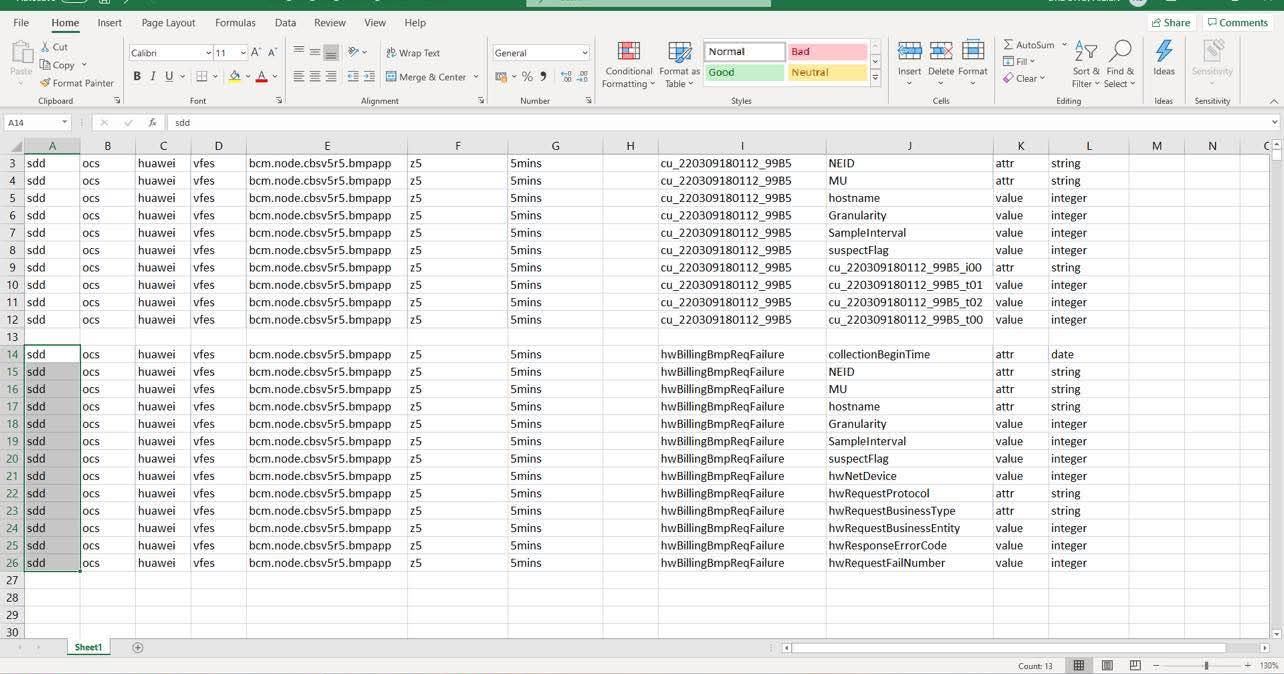 File Home Insert Page Layout Formulas Data Review View Help Share Comments
Cut Calibri 11 A A Wrap Text General Normal Bad AutoSum
Paste Copy Conditional Format as Good Neutral Insert Delete Format Fill Sort & Find & Ideas Sensitivity
Format Painter B I U A Merge & Center % , Formatting Table Clear Filter Select
Clipboard Font Alignment Number Styles Cells Editing Ideas Sensitivity
A14 fx sdd
A B C D E F G H I J K L M N
3 sdd ocs huawei vfes bcm.node.cbsv5r5.bmpapp z5 5mins cu_220309180112_99B5 NEID attr string
4 sdd ocs huawei vfes bcm.node.cbsv5r5.bmpapp z5 5mins cu_220309180112_99B5 MU attr string
5 sdd ocs huawei vfes bcm.node.cbsv5r5.bmpapp z5 5mins cu_220309180112_99B5 hostname value integer
6 sdd ocs huawei vfes bcm.node.cbsv5r5.bmpapp z5 5mins cu_220309180112_99B5 Granularity value integer
7 sdd ocs huawei vfes bcm.node.cbsv5r5.bmpapp z5 5mins cu_220309180112_99B5 SampleInterval value integer
8 sdd ocs huawei vfes bcm.node.cbsv5r5.bmpapp z5 5mins cu_220309180112_99B5 suspectFlag value integer
9 sdd ocs huawei vfes bcm.node.cbsv5r5.bmpapp z5 5mins cu_220309180112_99B5 cu_220309180112_99B5_i00 attr string
10 sdd ocs huawei vfes bcm.node.cbsv5r5.bmpapp z5 5mins cu_220309180112_99B5 cu_220309180112_99B5_t01 value integer
11 sdd ocs huawei vfes bcm.node.cbsv5r5.bmpapp z5 5mins cu_220309180112_99B5 cu_220309180112_99B5_t02 value integer
12 sdd ocs huawei vfes bcm.node.cbsv5r5.bmpapp z5 5mins cu_220309180112_99B5 cu_220309180112_99B5_t00 value integer
13
14 sdd ocs huawei vfes bcm.node.cbsv5r5.bmpapp z5 5mins hwBillingBmpReqFailure collectionBeginTime attr date
15 sdd ocs huawei vfes bcm.node.cbsv5r5.bmpapp z5 5mins hwBillingBmpReqFailure NEID attr string
16 sdd ocs huawei vfes bcm.node.cbsv5r5.bmpapp z5 5mins hwBillingBmpReqFailure MU attr string
17 sdd ocs huawei vfes bcm.node.cbsv5r5.bmpapp z5 5mins hwBillingBmpReqFailure hostname attr string
18 sdd ocs huawei vfes bcm.node.cbsv5r5.bmpapp z5 5mins hwBillingBmpReqFailure Granularity value integer
19 sdd ocs huawei vfes bcm.node.cbsv5r5.bmpapp z5 5mins hwBillingBmpReqFailure SampleInterval value integer
20 sdd ocs huawei vfes bcm.node.cbsv5r5.bmpapp z5 5mins hwBillingBmpReqFailure suspectFlag value integer
21 sdd ocs huawei vfes bcm.node.cbsv5r5.bmpapp z5 5mins hwBillingBmpReqFailure hwNetDevice value integer
22 sdd ocs huawei vfes bcm.node.cbsv5r5.bmpapp z5 5mins hwBillingBmpReqFailure hwRequestProtocol attr string
23 sdd ocs huawei vfes bcm.node.cbsv5r5.bmpapp z5 5mins hwBillingBmpReqFailure hwRequestBusinessType attr string
24 sdd ocs huawei vfes bcm.node.cbsv5r5.bmpapp z5 5mins hwBillingBmpReqFailure hwRequestBusinessEntity value integer
25 sdd ocs huawei vfes bcm.node.cbsv5r5.bmpapp z5 5mins hwBillingBmpReqFailure hwResponseErrorCode value integer
26 sdd ocs huawei vfes bcm.node.cbsv5r5.bmpapp z5 5mins hwBillingBmpReqFailure hwRequestFailNumber value integer
27
28
29
30
Sheet1
Count: 13 130%